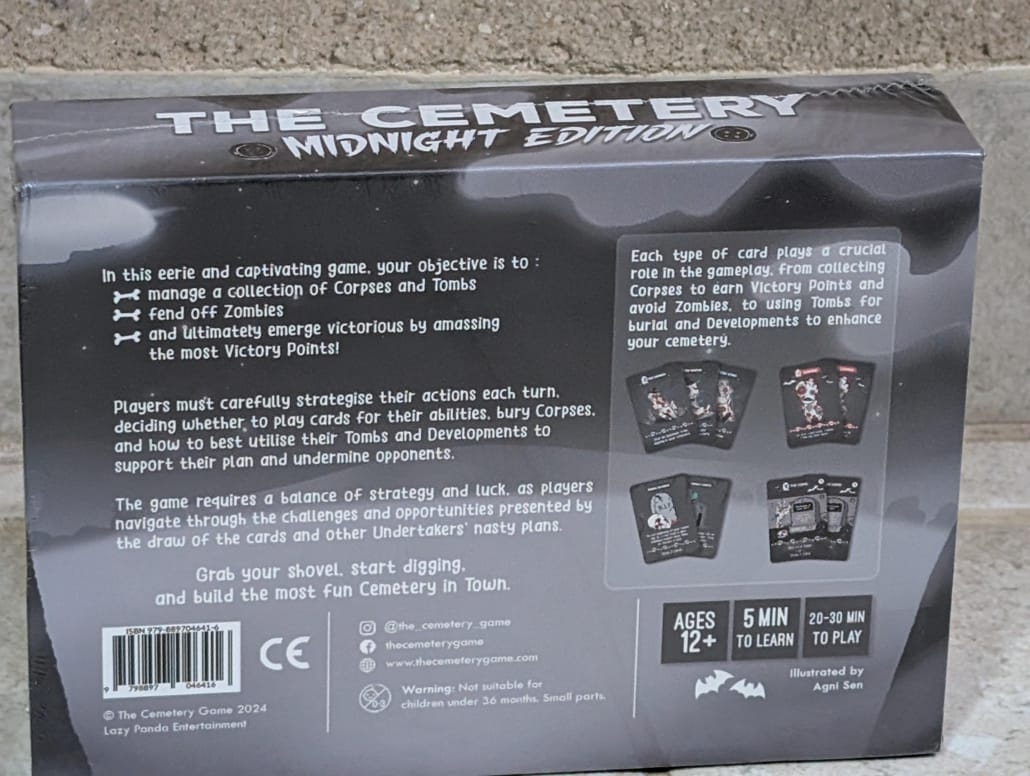 THE CEMETERY
MIDNIGHT EDITION
In this eerie and captivating game, your objective is to :
manage a collection of Corpses and Tombs
fend off Zombies
and ultimately emerge victorious by amassing
the most Victory Points!
Players must carefully strategise their actions each turn,
deciding whether to play cards for their abilities, bury Corpses,
and how to best utilise their Tombs and Developments to
support their plan and undermine opponents.
The game requires a balance of strategy and luck, as players
navigate through the challenges and opportunities presented by
the draw of the cards and other Undertakers' nasty plans.
Grab your shovel, start digging,
and build the most fun Cemetery in Town.
Each type of card plays a crucial
role in the gameplay, from collecting
Corpses to earn Victory Points and
avoid Zombies, to using Tombs for
burial and Developments to enhance
your cemetery.
ISBN 979-889704641-6
9 798897 046416
© The Cemetery Game 2024
Lazy Panda Entertainment
CE
@the_cemetery_game
thecemeterygame
www.thecemeterygame.com
0-3
Warning: Not suitable for
children under 36 months. Small parts.
AGES
12+
5 MIN
TO LEARN
20-30 MIN
TO PLAY
Illustrated by
Agni Sen